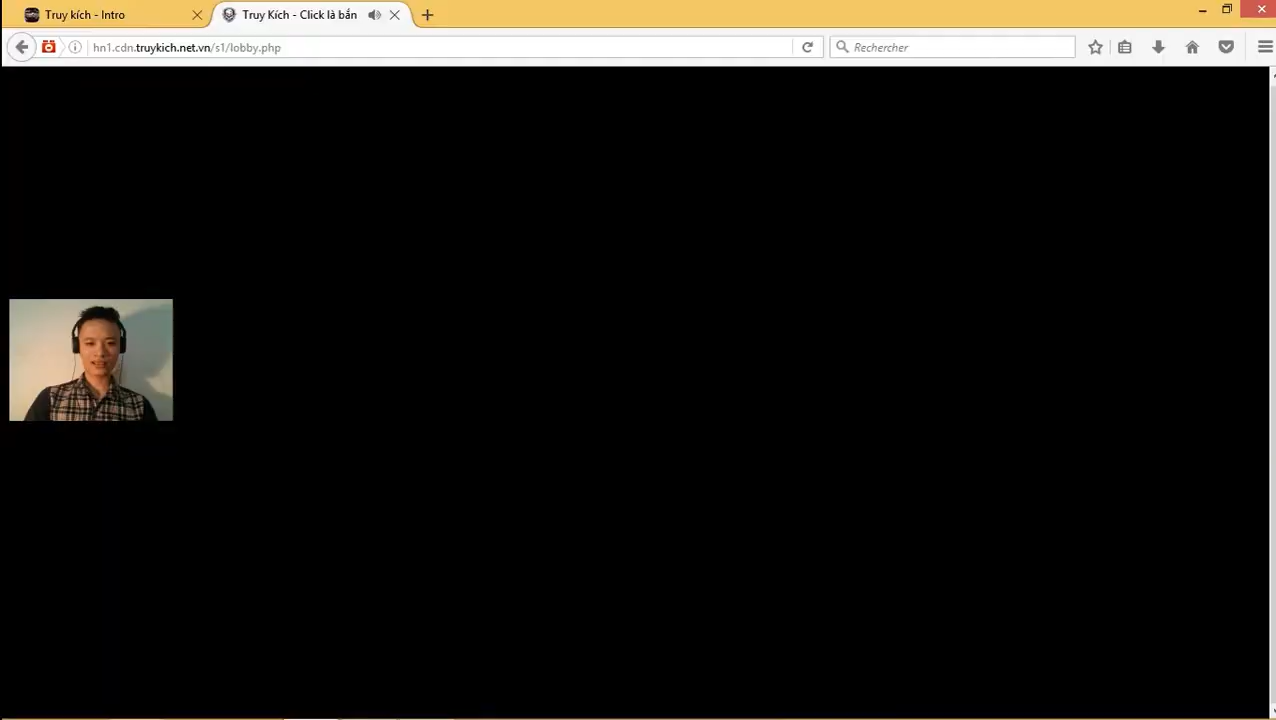 Truy kích - Intro
Truy Kích - Click là bắn
hn1.cdn.truykich.net.vn/s1/lobby.php
Rechercher